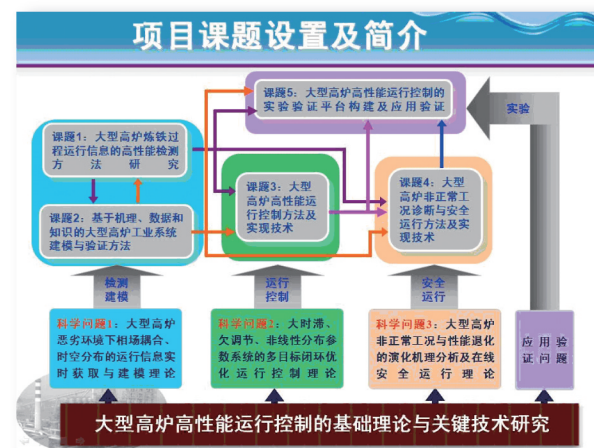 项目课题设置及简介
课题5：大型高炉高性能运行控制的
实验验证平台构建及应用验证
实验
课题1：大型高炉炼铁过
程运行信息的高性能检测
方法研究
课题3：大型
高炉高性能运
行控制方法及
实现技术
课题4：大型
高炉非正常工
况诊断与安全
运行方法及实
现技术
课题2：基于机理、数据和
知识的大型高炉工业系统
建模与验证方法
检测
建模
运行
控制
安全
运行
科学问题1：大型高炉
恶劣环境下相场耦合、
时空分布的运行信息实
时获取与建模理论
科学问题2：大时滞、
欠调节、非线性分布参
数系统的多目标闭环优
化运行控制理论
科学问题3：大型高炉
非正常工况与性能退化
的演化机理分析及在线
安全运行理论
应用验
证问题
大型高炉高性能运行控制的基础理论与关键技术研究